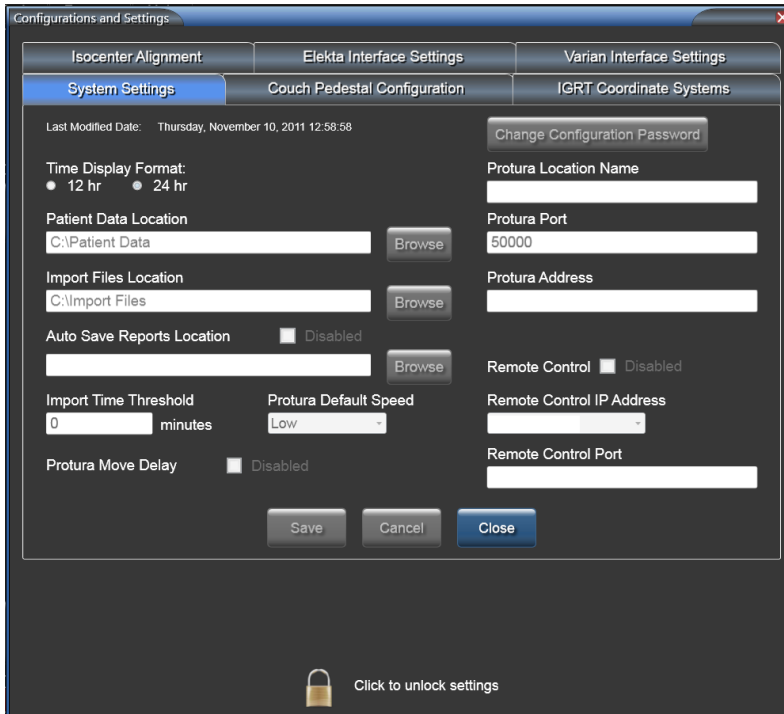 Configurations and Settings
Isocenter Alignment
Elekta Interface Settings
Varian Interface Settings
System Settings
Couch Pedestal Configuration
IGRT Coordinate Systems
Last Modified Date: Thursday, November 10, 2011 12:58:58
Change Configuration Password
Time Display Format:
12 hr 24 hr
Protura Location Name
Patient Data Location
Protura Port
C:\Patient Data
Browse
50000
Import Files Location
Protura Address
C:\Import Files
Browse
Auto Save Reports Location Disabled
Browse
Remote Control Disabled
Import Time Threshold
Protura Default Speed
Remote Control IP Address
0 minutes
Low
Protura Move Delay Disabled
Remote Control Port
Save
Cancel
Close
Click to unlock settings